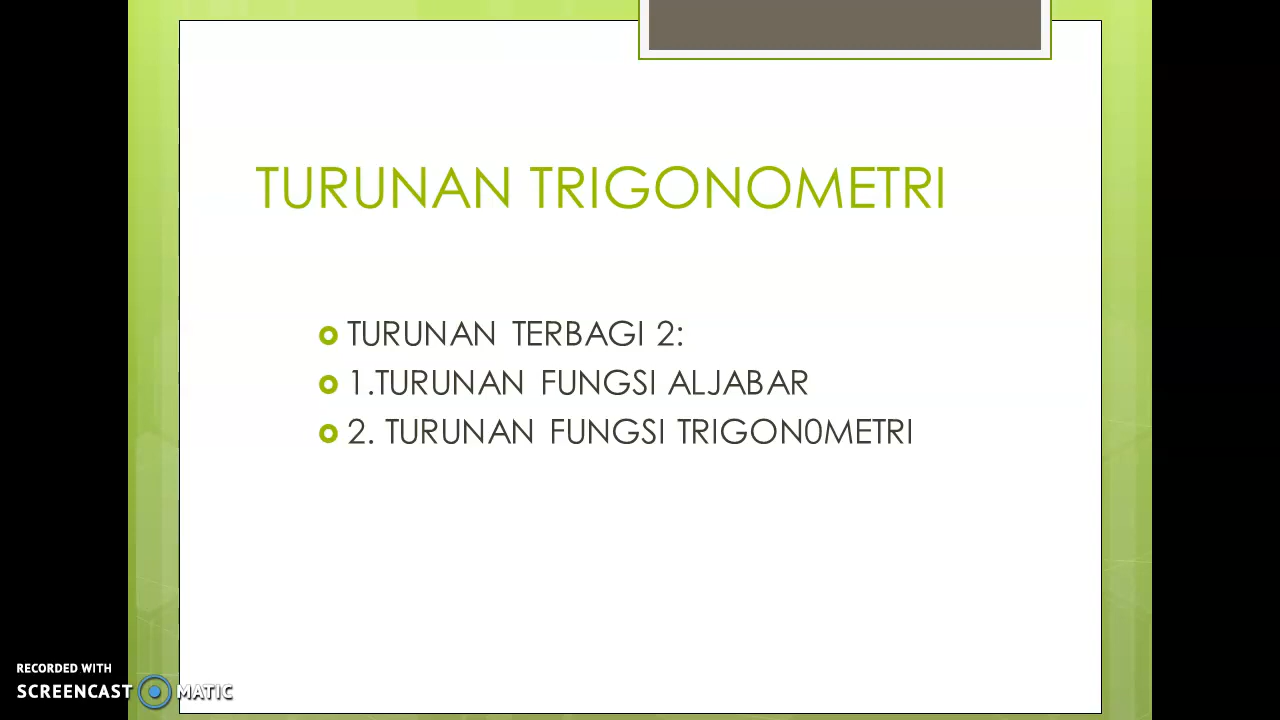 TURUNAN TRIGONOMETRI
TURUNAN TERBAGI 2:
1.TURUNAN FUNGSI ALJABAR
2. TURUNAN FUNGSI TRIGON0METRI
RECORDED WITH
SCREENCAST MATIC